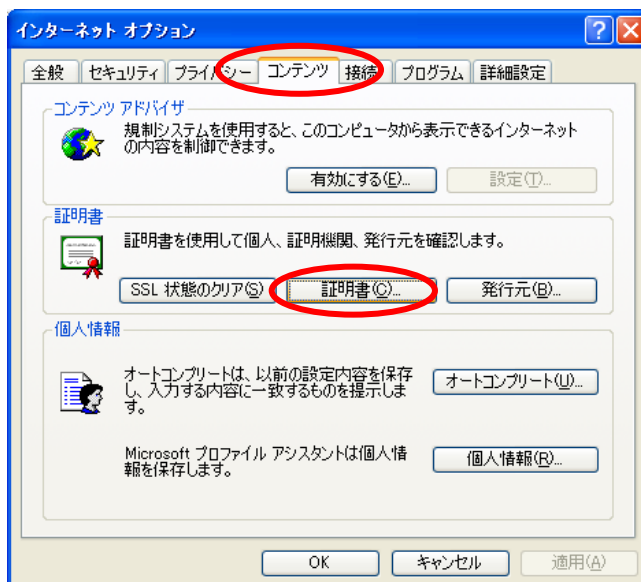 インターネット オプション
全般 セキュリティ プライバシー コンテンツ 接続 プログラム 詳細設定
コンテンツ アドバイザ
規制システムを使用すると、このコンピュータから表示できるインターネット
の内容を制御できます。
有効にする(E)... 設定(T)...
証明書
証明書を使用して個人、証明機関、発行元を確認します。
SSL 状態のクリア(S) 証明書(C)... 発行元(B)...
個人情報
オートコンプリートは、以前の設定内容を保存
し、入力する内容に一致するものを提示しま
す。
オートコンプリート(U)...
Microsoft プロファイル アシスタントは個人情
報を保存します。
個人情報(R)...
OK キャンセル 適用(A)